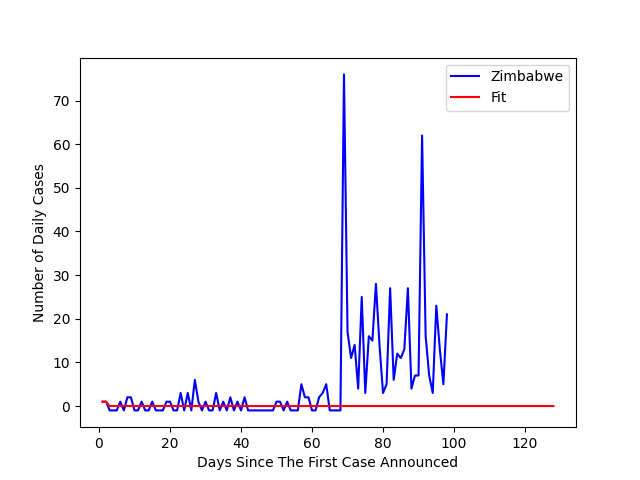 Zimbabwe
Fit
Number of Daily Cases
70
60
50
40
30
20
10
0
0 20 40 60 80 100 120
Days Since The First Case Announced